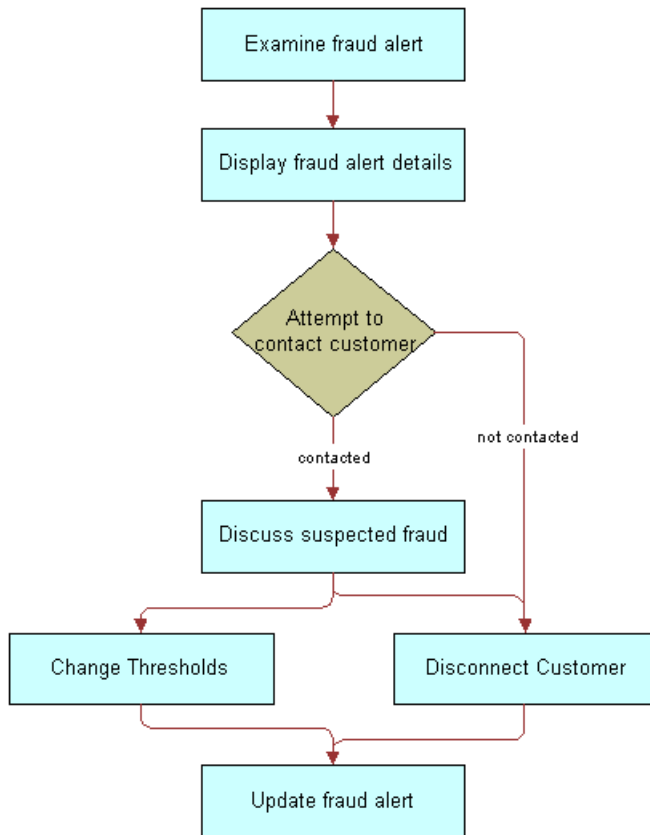 Examine fraud alert
Display fraud alert details
Attempt to
contact customer
not contacted
contacted
Discuss suspected fraud
Change Thresholds
Disconnect Customer
Update fraud alert